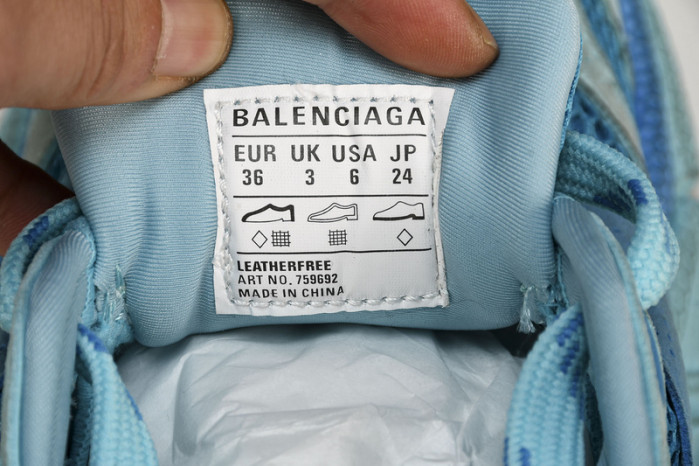 BALENCIAGA
EUR UK USA JP
36 3 6 24
LEATHERFREE
ART NO. 759692
MADE IN CHINA